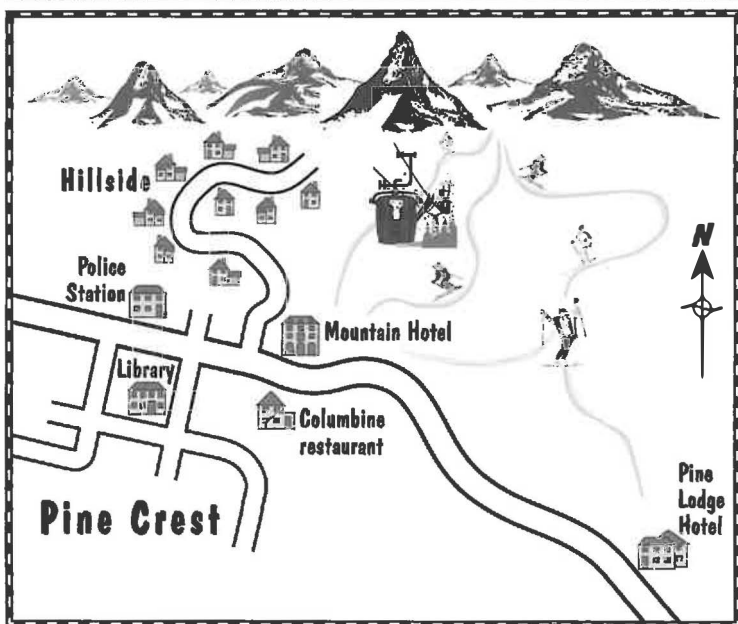 Hillside
N
Police
Station
Mountain Hotel
Library
Columbine
restaurant
Pine
Lodge
Hotel
Pine Crest